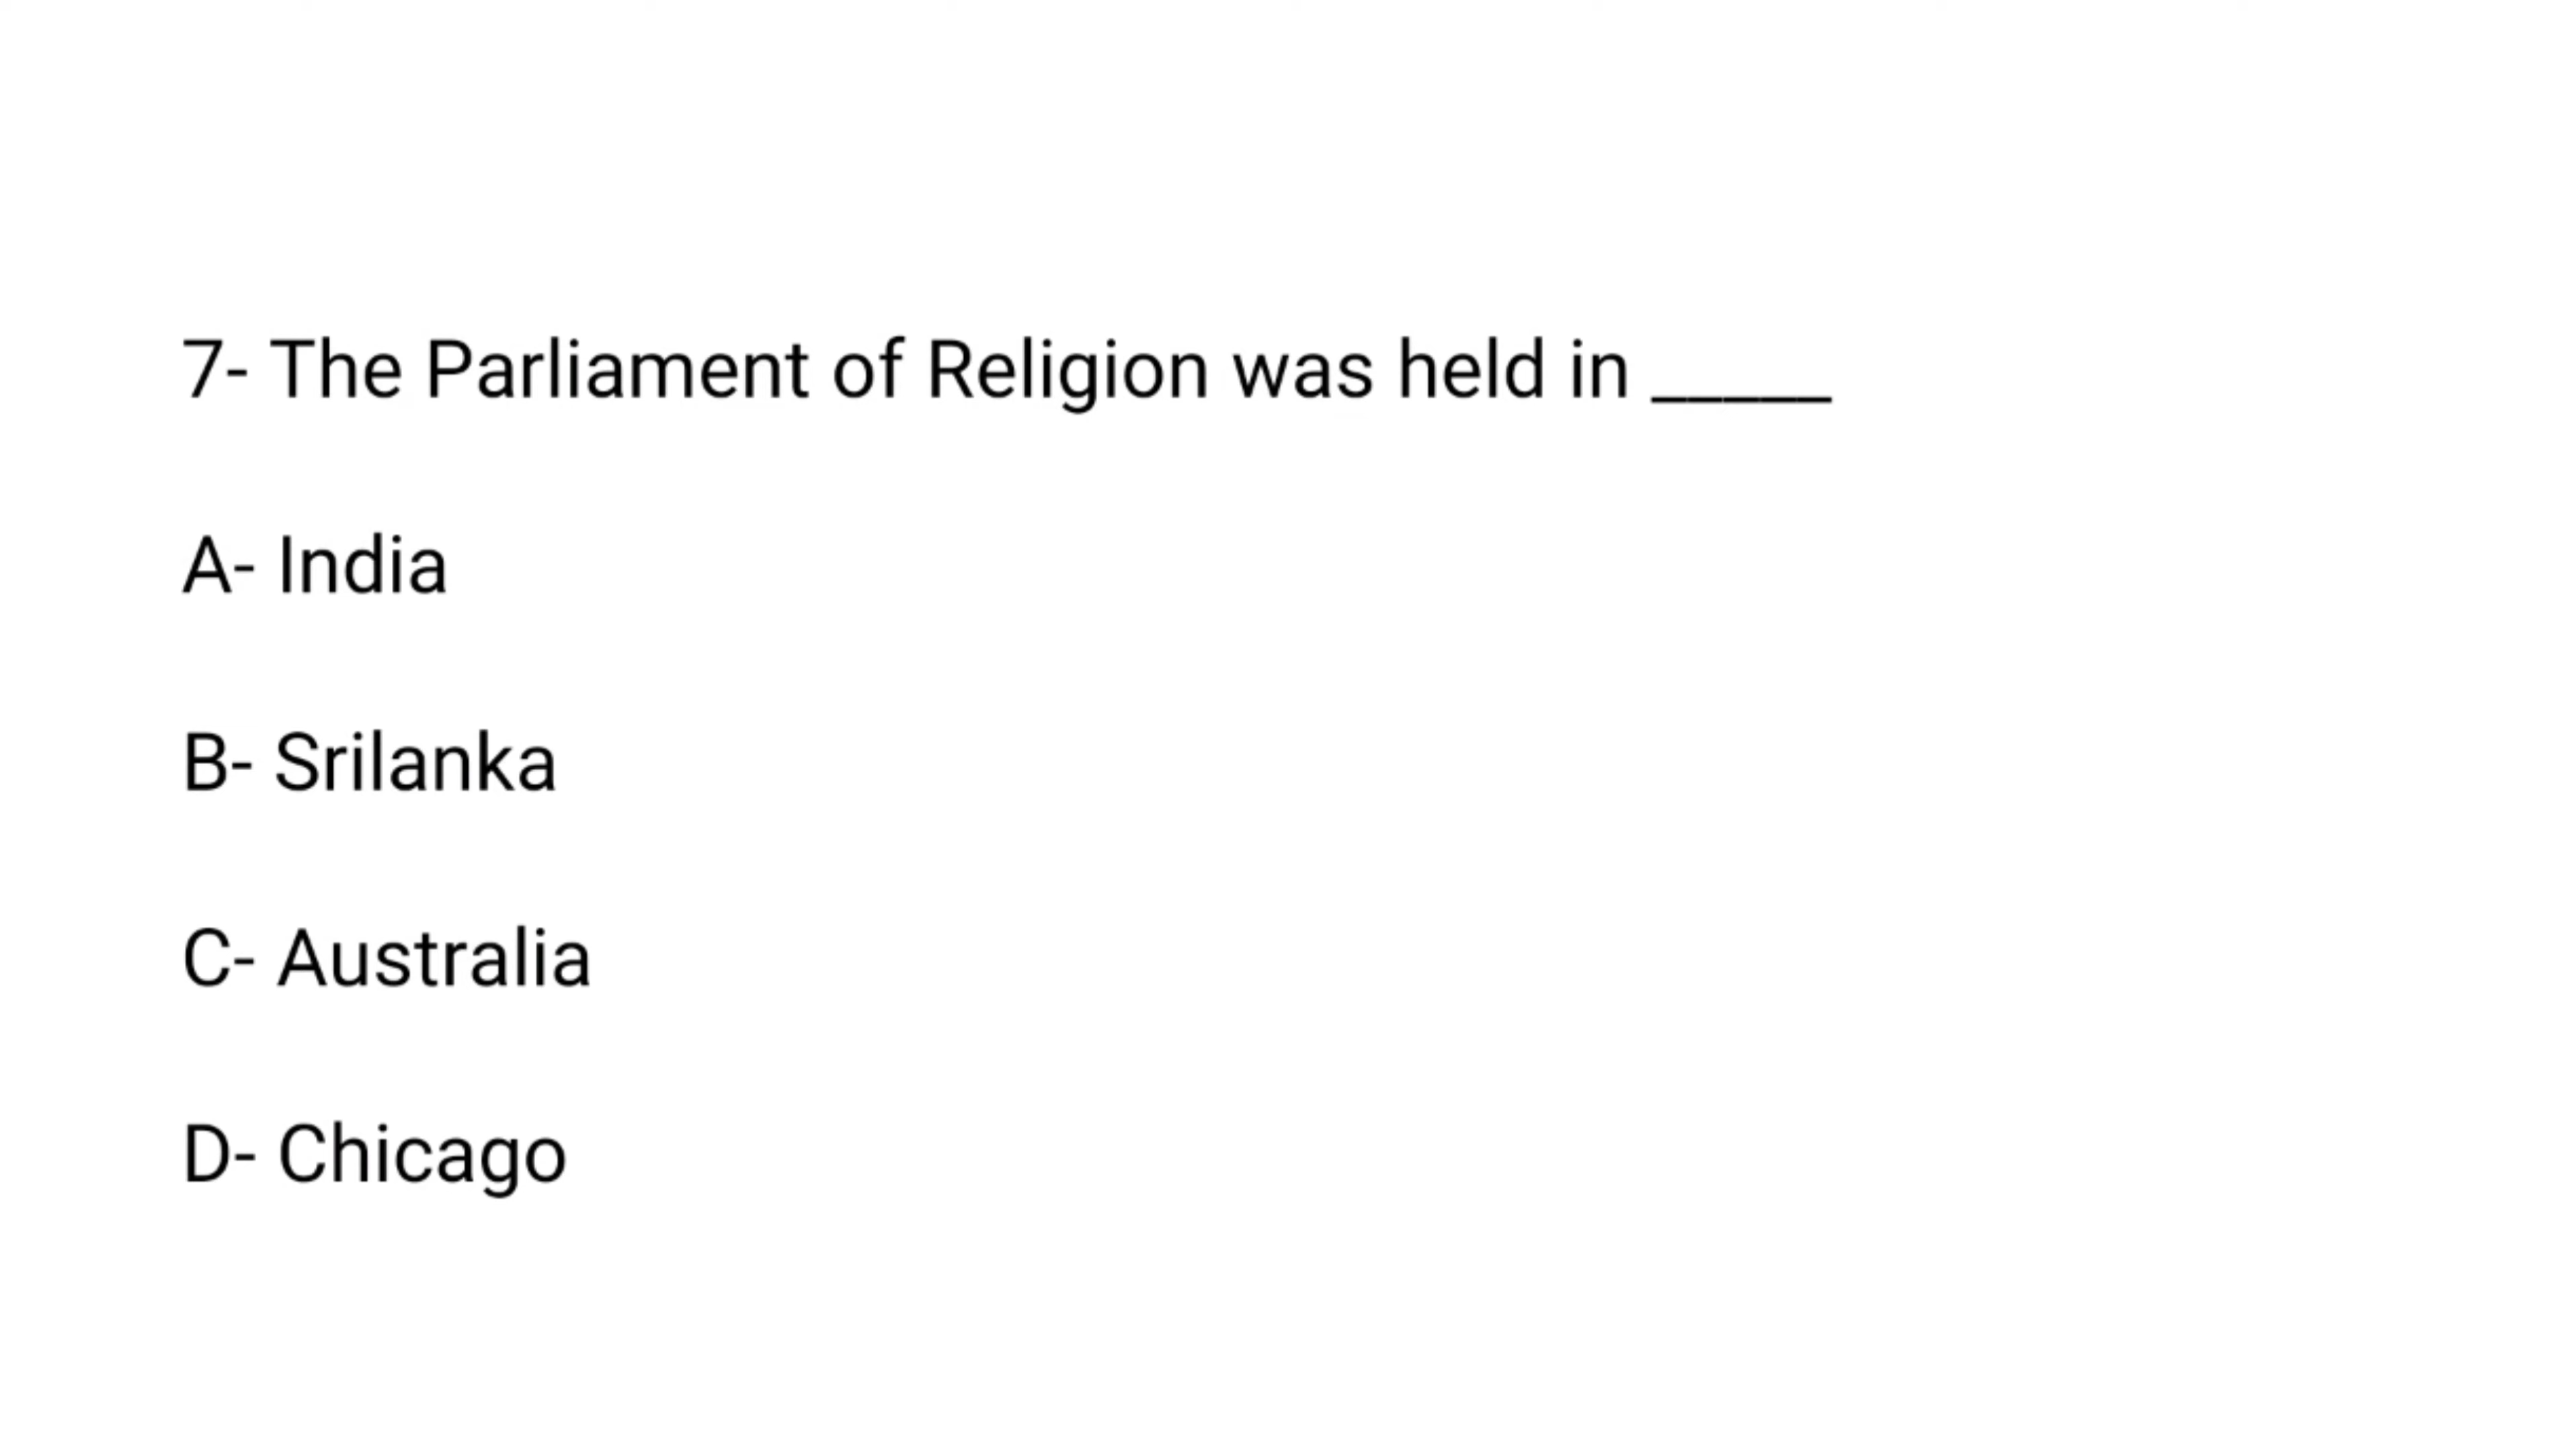 7- The Parliament of Religion was held in _____
A- India
B- Srilanka
C- Australia
D- Chicago